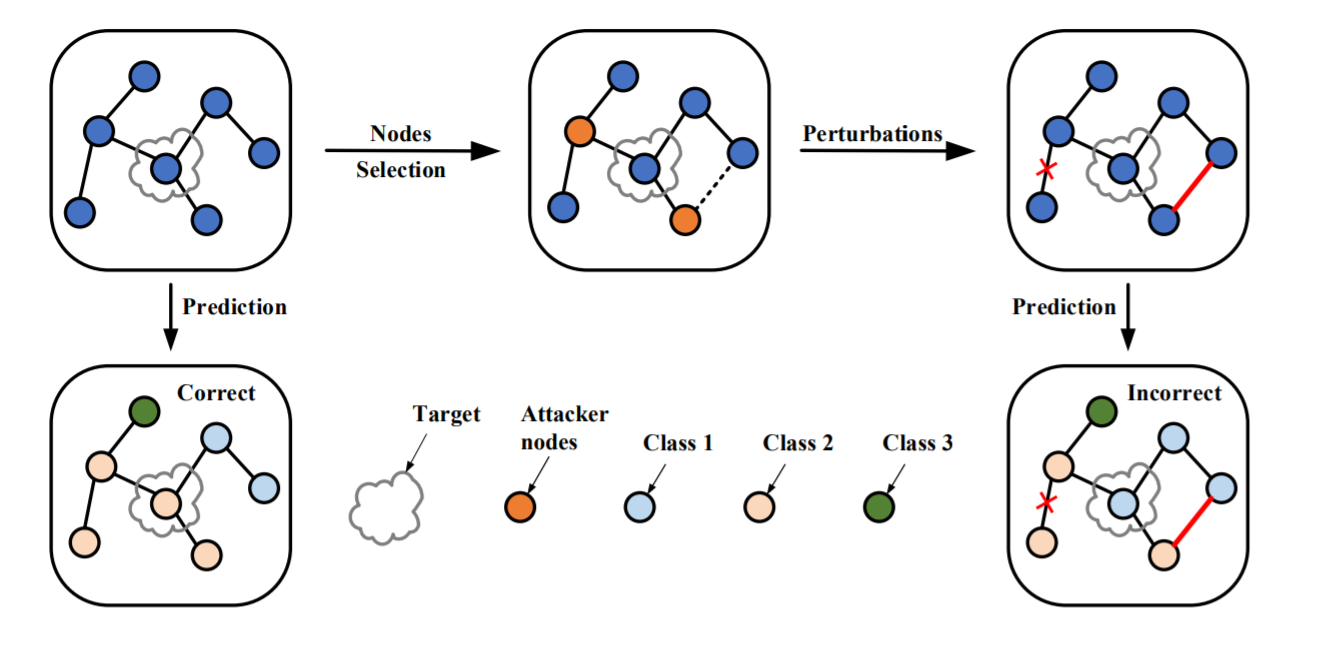 Nodes
Selection
Perturbations
Prediction
Prediction
Correct
Target
Attacker
nodes
Class 1
Class 2
Class 3
Incorrect